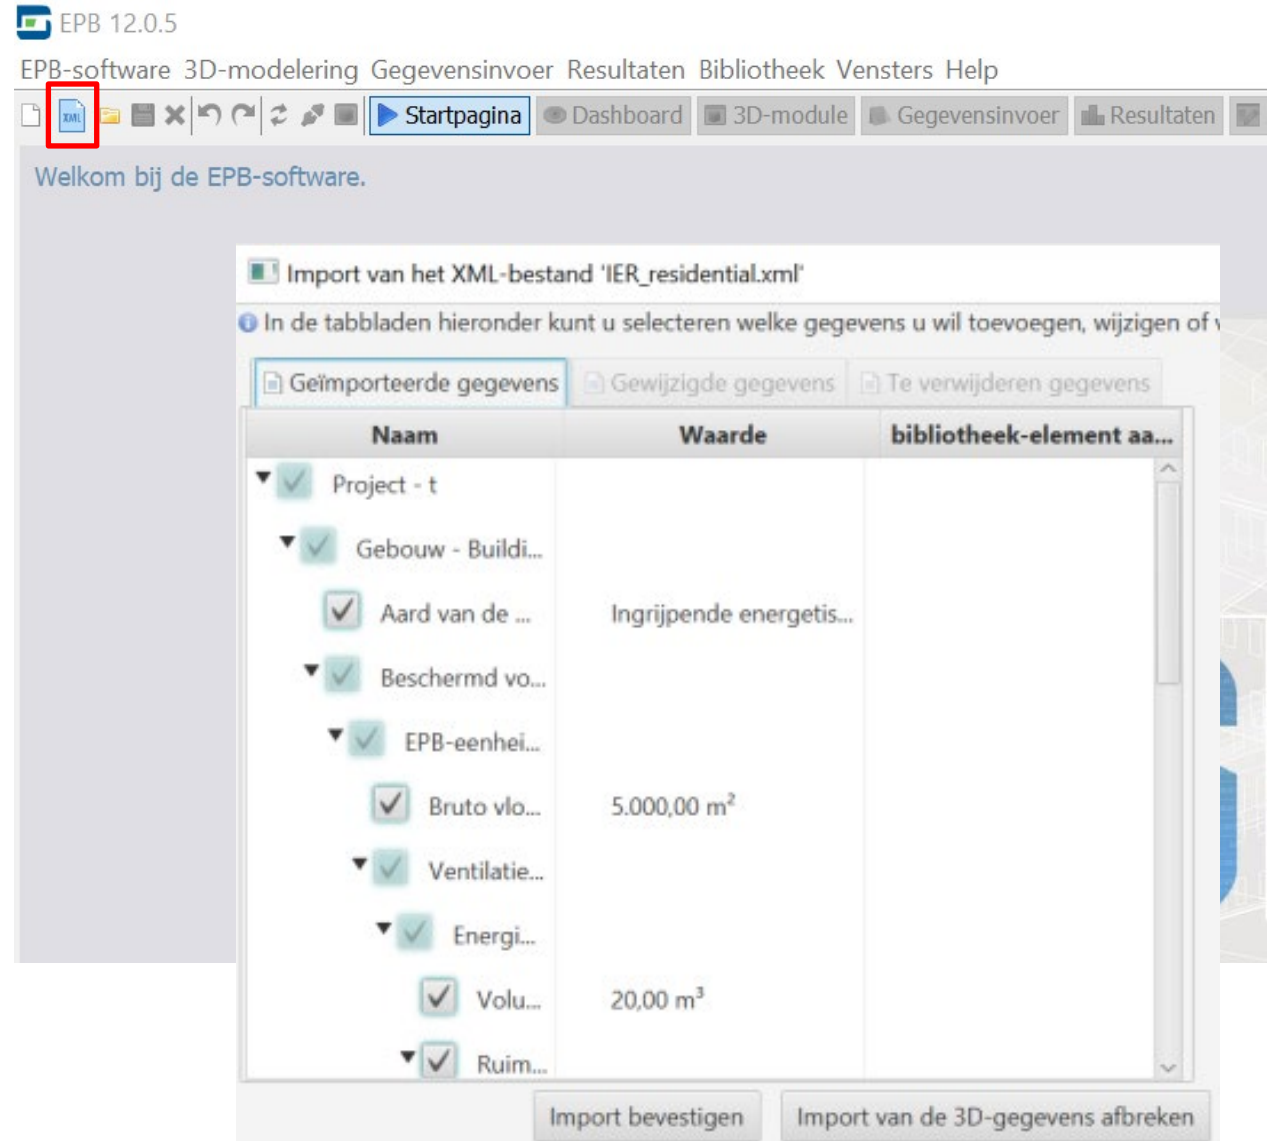 EPB 12.0.5
EPB-software 3D-modelering Gegevensinvoer Resultaten Bibliotheek Vensters Help
XML Startpagina Dashboard 3D-module Gegevensinvoer Resultaten
Welkom bij de EPB-software.
Import van het XML-bestand 'IER_residential.xml'
In de tabbladen hieronder kunt u selecteren welke gegevens u wil toevoegen, wijzigen of
Geïmporteerde gegevens Gewijzigde gegevens Te verwijderen gegevens
Naam Waarde bibliotheek-element aa...
Project - t
Gebouw - Buildi...
Aard van de ... Ingrijpende energetis...
Beschermd vo...
EPB-eenhei...
Bruto vlo... 5.000,00 m²
Ventilatie...
Energi...
Volu... 20,00 m³
Ruim...
Import bevestigen Import van de 3D-gegevens afbreken